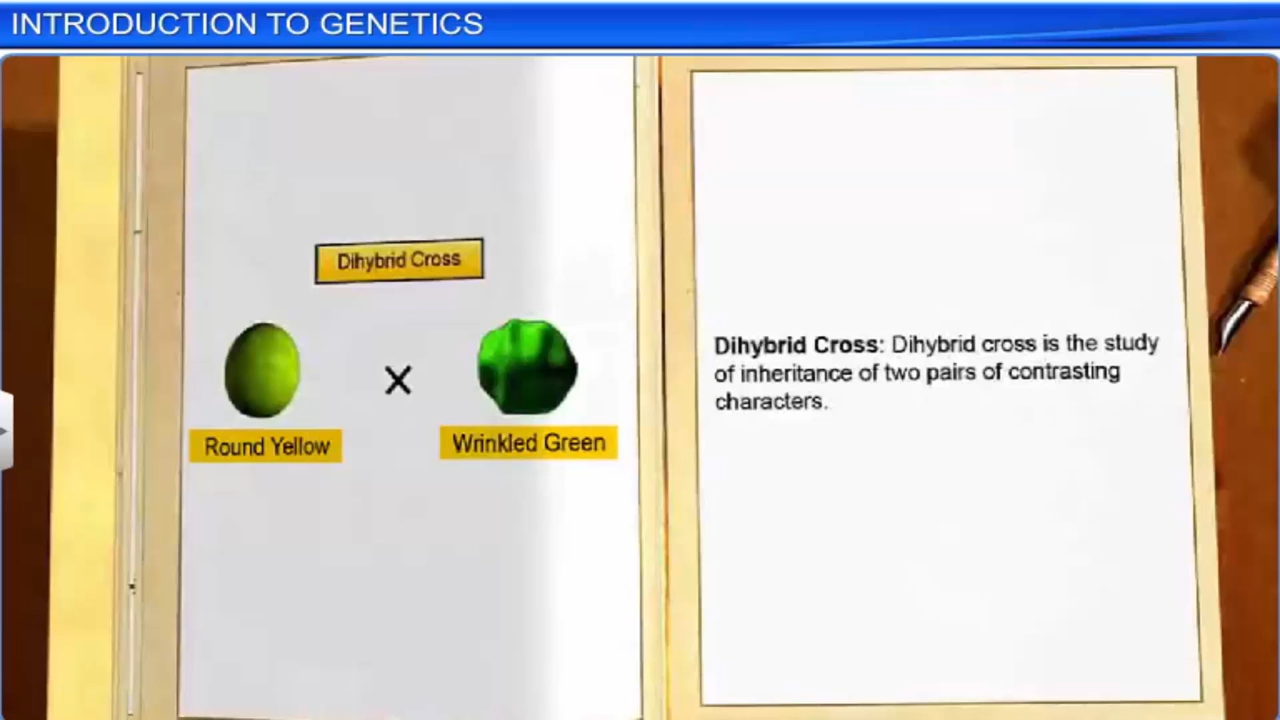 INTRODUCTION TO GENETICS
Dihybrid Cross
×
Round Yellow
Wrinkled Green
Dihybrid Cross: Dihybrid cross is the study
of inheritance of two pairs of contrasting
characters.